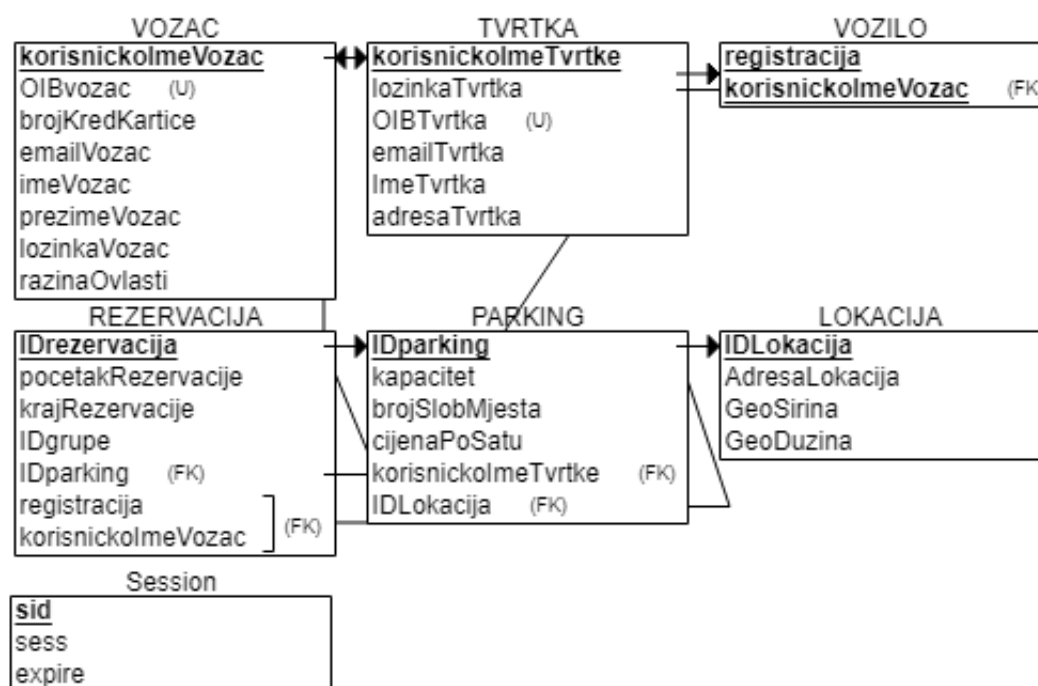 VOZAC
korisnickoImeVozac
OIBvozac (U)
brojKredKartice
emailVozac
imeVozac
prezimeVozac
lozinkaVozac
razinaOvlasti
TVRTKA
korisnickoImeTvrtke
lozinkaTvrtka
OIBTvrtka (U)
emailTvrtka
ImeTvrtka
adresaTvrtka
VOZILO
registracija
korisnickoImeVozac (FK
REZERVACIJA
IDrezervacija
pocetakRezervacije
krajRezervacije
IDgrupe
IDparking (FK)
registracija
korisnickoImeVozac (FK)
PARKING
IDparking
kapacitet
brojSlobMjesta
cijenaPoSatu
korisnickoImeTvrtke (FK)
IDLokacija (FK)
LOKACIJA
IDLokacija
AdresaLokacija
GeoSirina
GeoDuzina
Session
sid
sess
expire